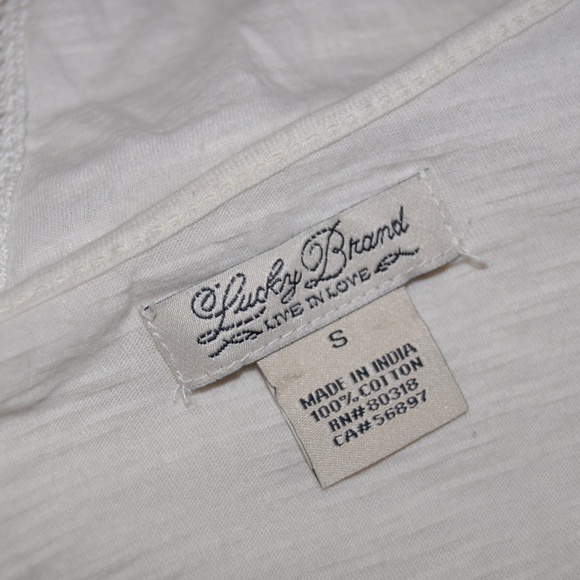 Lucky Brand
LIVE IN LOVE
S
MADE IN INDIA
100% COTTON
RN# 80318
CA# 56897